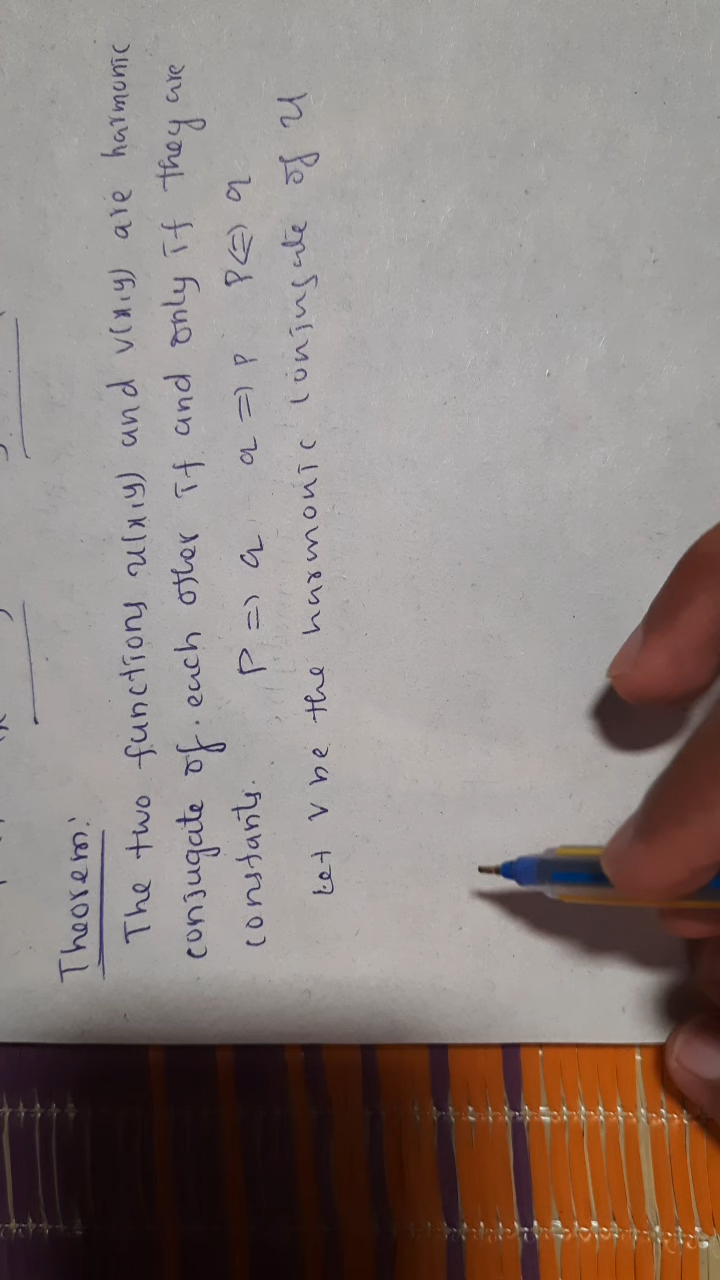 Theorem:
The two functions u(x,y) and v(x,y) are harmonic
conjugate of each other if and only if they are
constants. P => q q => P P <=> q
Let v be the harmonic conjugate of u